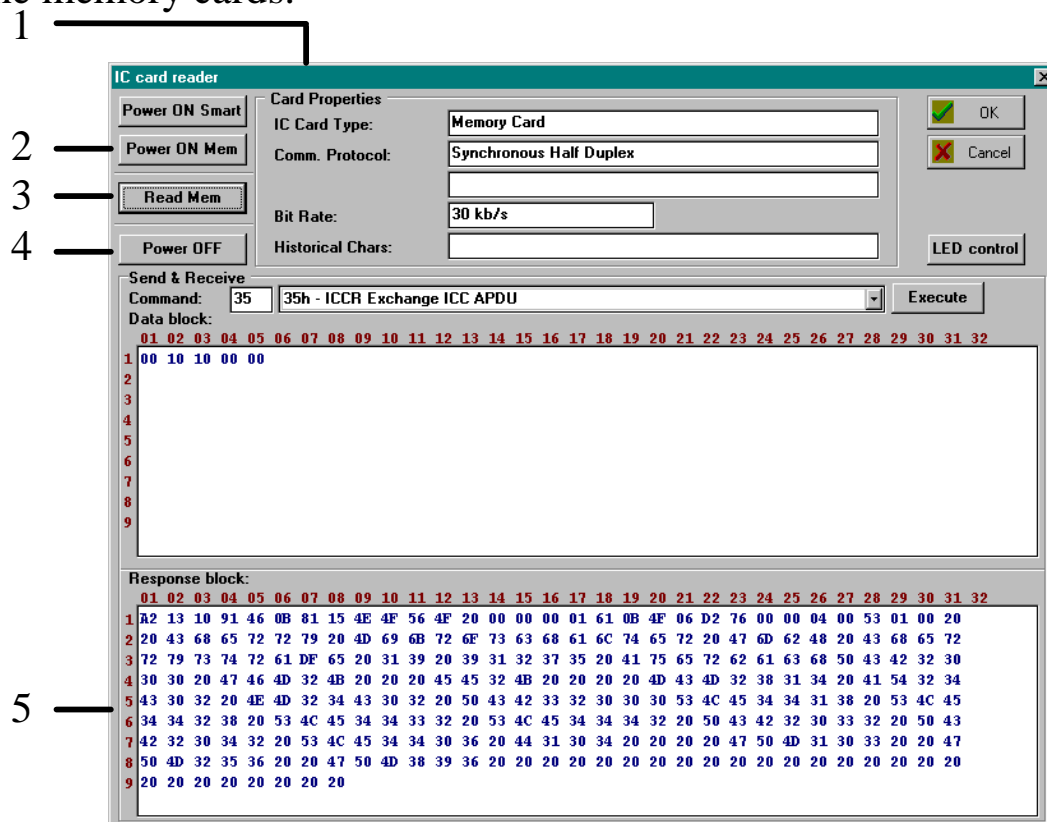 memory cards.
1
IC card reader
Power ON Smart
Card Properties
IC Card Type: Memory Card
OK
2
Power ON Mem
Comm. Protocol: Synchronous Half Duplex
Cancel
3
Read Mem
Bit Rate: 30 kb/s
4
Power OFF
Historical Chars:
LED control
Send & Receive
Command: 35 35h - ICCR Exchange ICC APDU Execute
Data block:
01 02 03 04 05 06 07 08 09 10 11 12 13 14 15 16 17 18 19 20 21 22 23 24 25 26 27 28 29 30 31 32
1 00 10 10 00 00
2
3
4
5
6
7
8
9
Response block:
01 02 03 04 05 06 07 08 09 10 11 12 13 14 15 16 17 18 19 20 21 22 23 24 25 26 27 28 29 30 31 32
1 A2 13 10 91 46 0B 81 15 4E 4F 56 4F 20 00 00 00 01 61 0B 4F 06 D2 76 00 00 04 00 53 01 00 20
2 20 43 68 65 72 72 79 20 4D 69 6B 72 6F 73 63 68 61 6C 74 65 72 20 47 6D 62 48 20 43 68 65 72
3 72 79 73 74 72 61 DF 65 20 31 39 20 39 31 32 37 35 20 41 75 65 72 62 61 63 68 50 43 42 32 30
4 30 30 20 47 46 4D 32 4B 20 20 20 45 45 32 4B 20 20 20 20 4D 43 4D 32 38 31 34 20 41 54 32 34
5 43 30 32 20 4E 4D 32 34 43 30 32 20 50 43 42 33 32 30 30 30 53 4C 45 34 34 31 38 20 53 4C 45
5
6 34 34 32 38 20 53 4C 45 34 34 33 32 20 53 4C 45 34 34 34 32 20 50 43 42 32 30 33 32 20 50 43
7 42 32 30 34 32 20 53 4C 45 34 34 30 36 20 44 31 30 34 20 20 20 20 47 50 4D 31 30 33 20 20 47
8 50 4D 32 35 36 20 20 47 50 4D 38 39 36 20 20 20 20 20 20 20 20 20 20 20 20 20 20 20 20 20 20
9 20 20 20 20 20 20 20 20